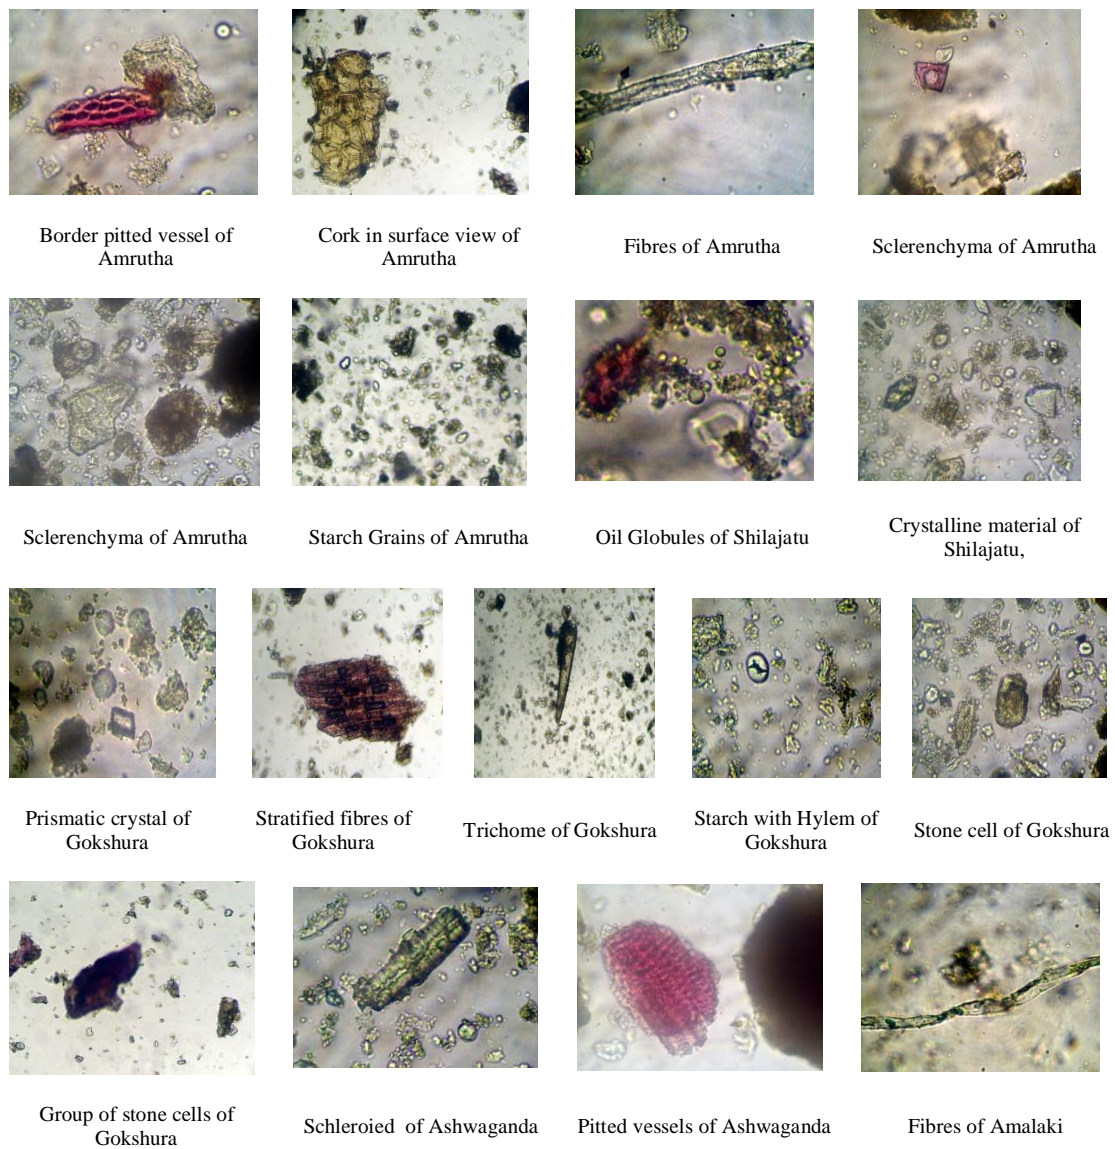 Border pitted vessel of
Amrutha
Cork in surface view of
Amrutha
Fibres of Amrutha
Sclerenchyma of Amrutha
Sclerenchyma of Amrutha
Starch Grains of Amrutha
Oil Globules of Shilajatu
Crystalline material of
Shilajatu,
Prismatic crystal of
Gokshura
Stratified fibres of
Gokshura
Trichome of Gokshura
Starch with Hylem of
Gokshura
Stone cell of Gokshura
Group of stone cells of
Gokshura
Schleroied of Ashwaganda
Pitted vessels of Ashwaganda
Fibres of Amalaki